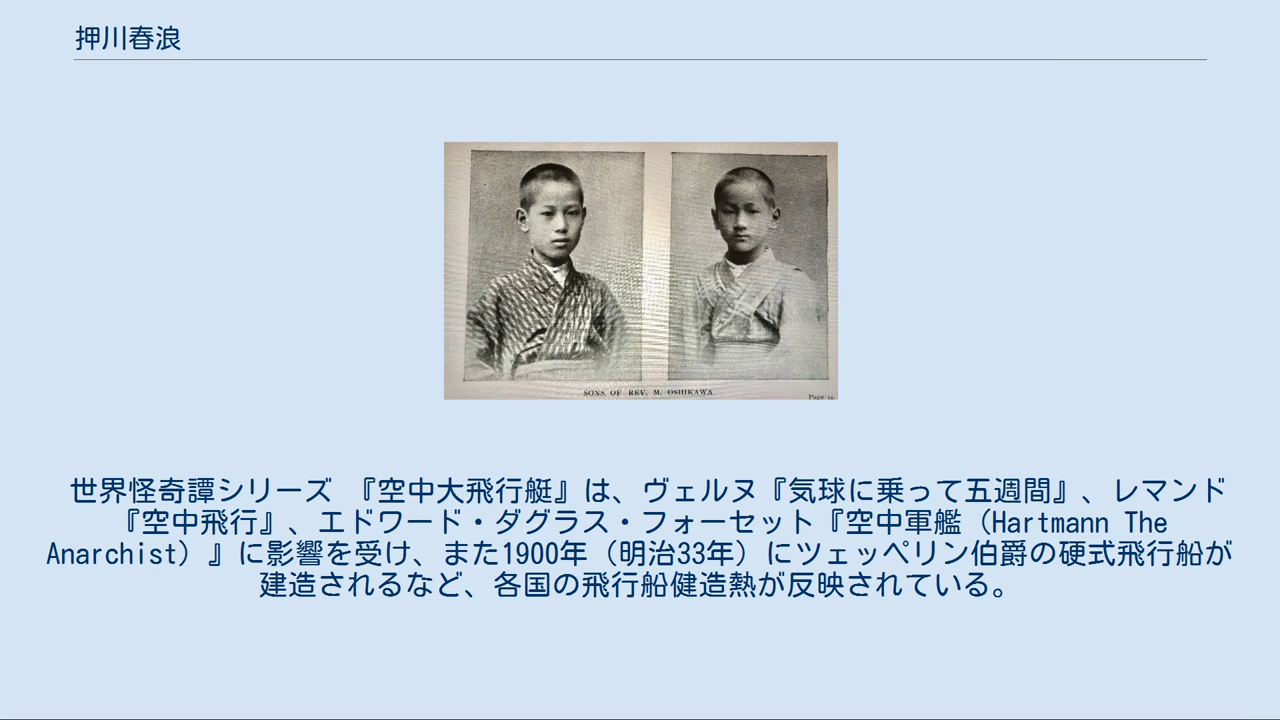 押川春浪
SONS OF REV. M. OSHIKAWA
Page 14.
世界怪奇譚シリーズ 『空中大飛行艇』は、ヴェルヌ『気球に乗って五週間』、レマンド
『空中飛行』、エドワード・ダグラス・フォーセット『空中軍艦（Hartmann The
Anarchist）』に影響を受け、また1900年（明治33年）にツェッペリン伯爵の硬式飛行船が
建造されるなど、各国の飛行船健造熱が反映されている。